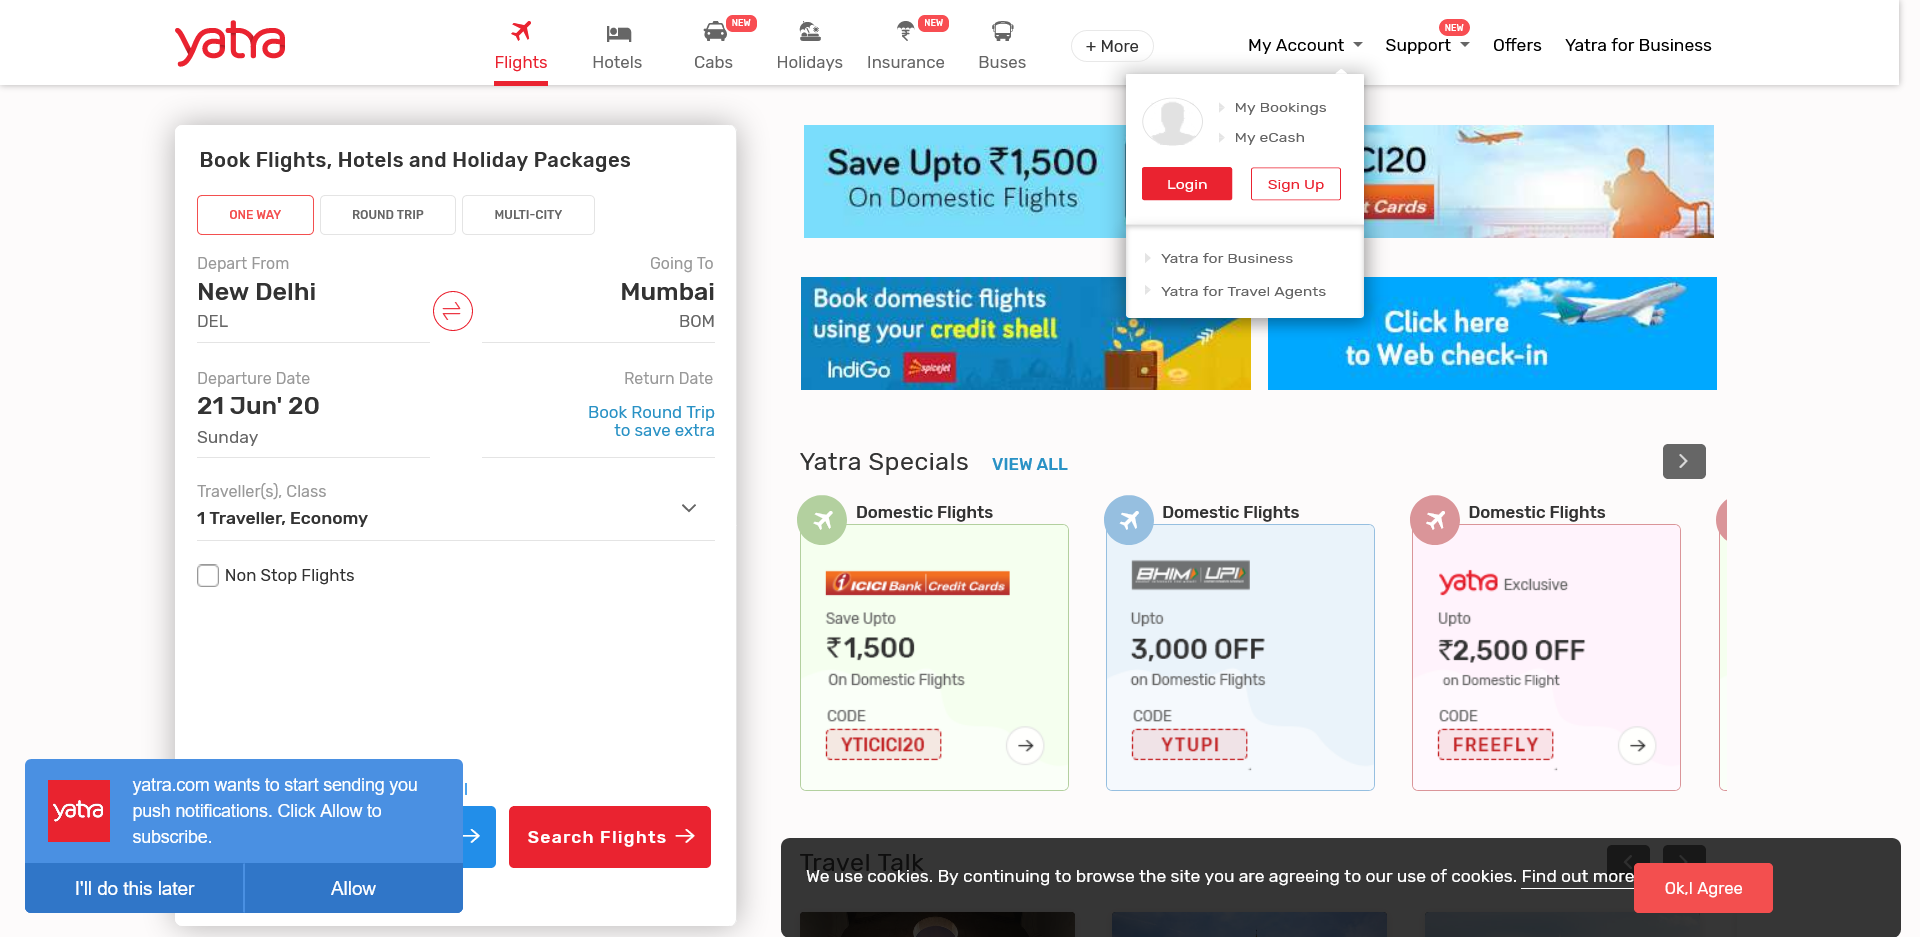 yatra
Flights
Hotels
NEW
Cabs
Holidays
NEW
Insurance
Buses
+ More
My Account
NEW
Support
Offers
Yatra for Business
My Bookings
My eCash
Login
Sign Up
Yatra for Business
Yatra for Travel Agents
Book Flights, Hotels and Holiday Packages
ONE WAY
ROUND TRIP
MULTI-CITY
Depart From
New Delhi
DEL
Going To
Mumbai
BOM
Departure Date
21 Jun' 20
Sunday
Return Date
Book Round Trip
to save extra
Traveller(s), Class
1 Traveller, Economy
Non Stop Flights
Search Flights
yatra
yatra.com wants to start sending you
push notifications. Click Allow to
subscribe.
I'll do this later
Allow
Save Upto ₹1,500
On Domestic Flights
CI20
t Cards
Book domestic flights
using your credit shell
IndiGo
spicejet
Click here
to Web check-in
Yatra Specials
VIEW ALL
Domestic Flights
ICICI Bank Credit Cards
Save Upto
₹1,500
On Domestic Flights
CODE
YTICICI20
Domestic Flights
BHIM UPI
Upto
3,000 OFF
on Domestic Flights
CODE
YTUPI
Domestic Flights
yatra Exclusive
Upto
₹2,500 OFF
on Domestic Flight
CODE
FREEFLY
Travel Talk
We use cookies. By continuing to browse the site you are agreeing to our use of cookies. Find out more
Ok,I Agree